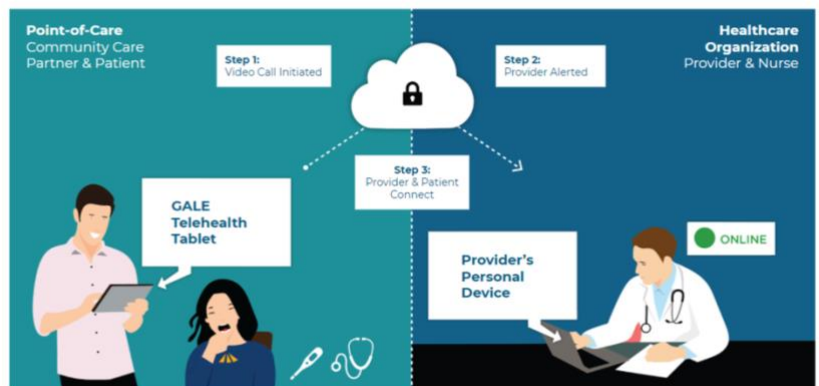 Point-of-Care
Community Care
Partner & Patient
Step 1:
Video Call Initiated
Step 2:
Provider Alerted
Healthcare
Organization
Provider & Nurse
Step 3:
Provider & Patient
Connect
GALE
Telehealth
Tablet
Provider's
Personal
Device
ONLINE